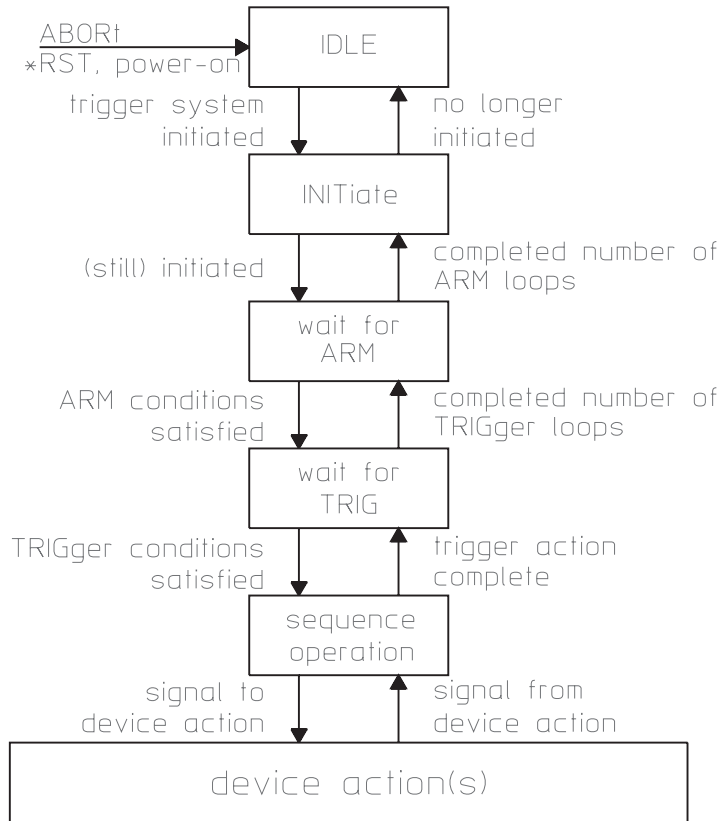 ABORt
*RST, power-on
IDLE
trigger system
initiated
no longer
initiated
INITiate
(still) initiated
completed number of
ARM loops
wait for
ARM
ARM conditions
satisfied
completed number of
TRIGger loops
wait for
TRIG
TRIGger conditions
satisfied
trigger action
complete
sequence
operation
signal to
device action
signal from
device action
device action(s)